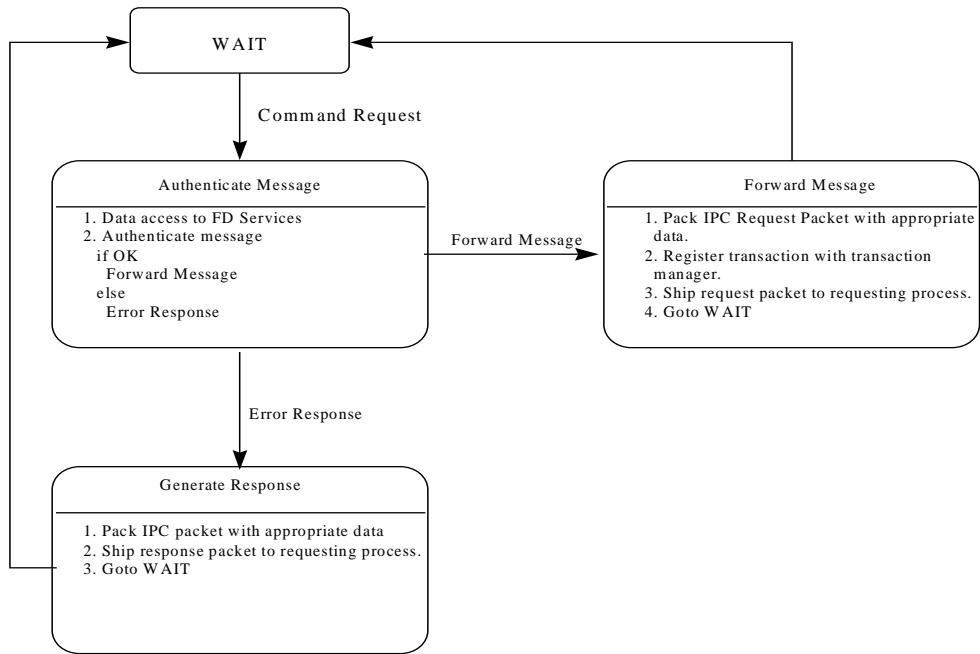 WAIT
Command Request
Authenticate Message
1. Data access to FD Services
2. Authenticate message
if OK
Forward Message
else
Error Response
Forward Message
Forward Message
1. Pack IPC Request Packet with appropriate
data.
2. Register transaction with transaction
manager.
3. Ship request packet to requesting process.
4. Goto WAIT
Error Response
Generate Response
1. Pack IPC packet with appropriate data
2. Ship response packet to requesting process.
3. Goto WAIT